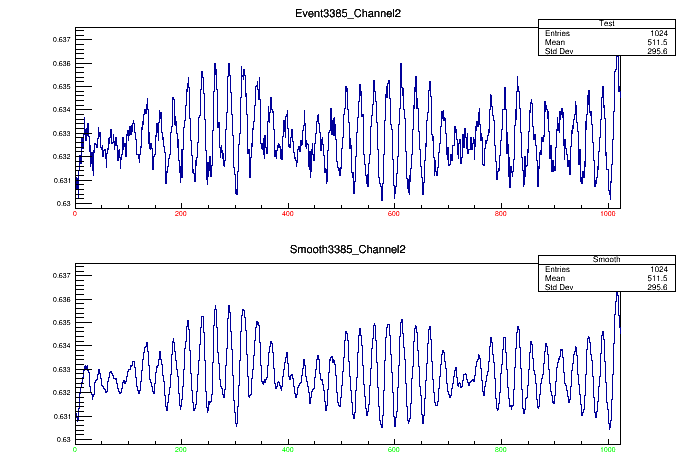 Event3385_Channel2
Test
Entries 1024
Mean 511.5
Std Dev 295.6
0.637
0.636
0.635
0.634
0.633
0.632
0.631
0.63
0 200 400 600 800 1000
Smooth3385_Channel2
Smooth
Entries 1024
Mean 511.5
Std Dev 295.6
0.637
0.636
0.635
0.634
0.633
0.632
0.631
0.63
0 200 400 600 800 1000